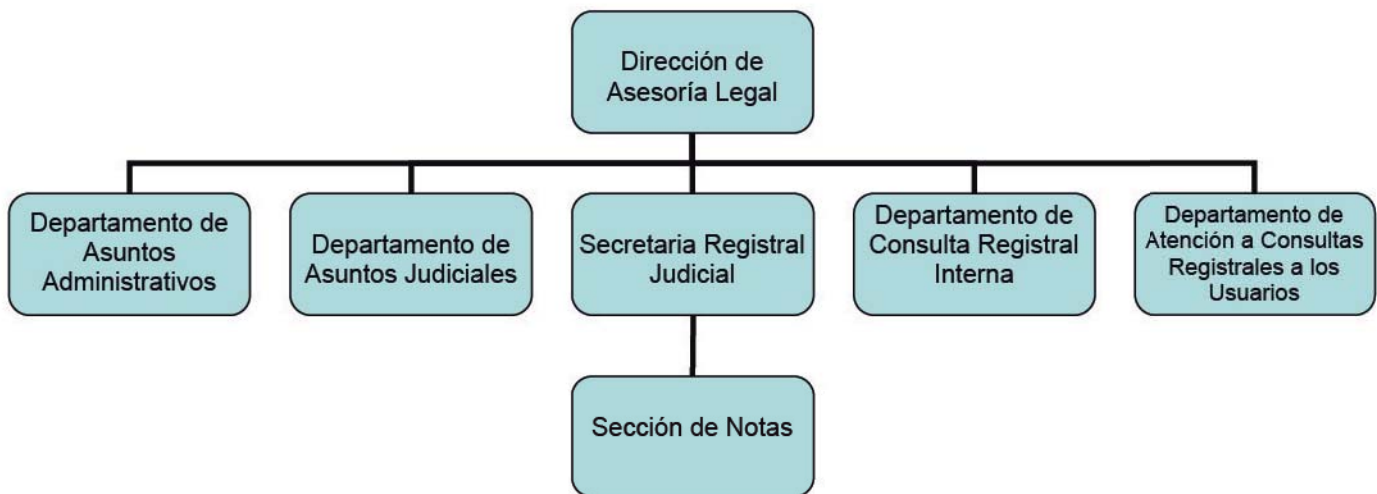 Dirección de
Asesoría Legal
Departamento de
Asuntos
Administrativos
Departamento de
Asuntos Judiciales
Secretaria Registral
Judicial
Departamento de
Consulta Registral
Interna
Departamento de
Atención a Consultas
Registrales a los
Usuarios
Sección de Notas